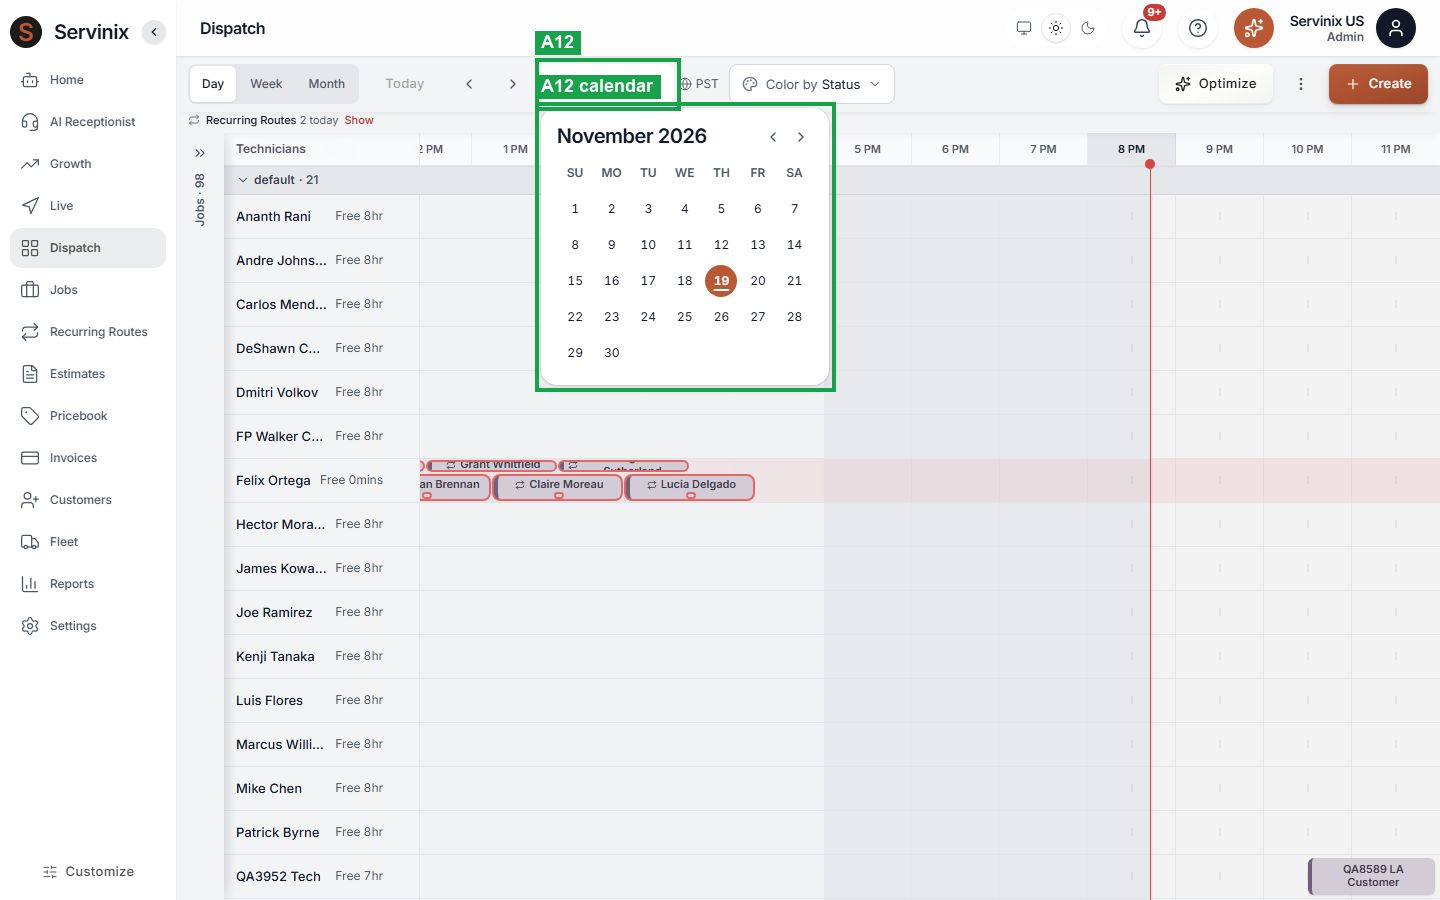 Servinix
Dispatch
9+
Servinix US
Admin
Home
AI Receptionist
Growth
Live
Dispatch
Jobs
Recurring Routes
Estimates
Pricebook
Invoices
Customers
Fleet
Reports
Settings
Customize
A12
A12 calendar
Day
Week
Month
Today
PST
Color by Status
Optimize
Create
Recurring Routes 2 today Show
Jobs · 98
Technicians
2 PM
1 PM
5 PM
6 PM
7 PM
8 PM
9 PM
10 PM
11 PM
November 2026
SU MO TU WE TH FR SA
1 2 3 4 5 6 7
8 9 10 11 12 13 14
15 16 17 18 19 20 21
22 23 24 25 26 27 28
29 30
default · 21
Ananth Rani Free 8hr
Andre Johns... Free 8hr
Carlos Mend... Free 8hr
DeShawn C... Free 8hr
Dmitri Volkov Free 8hr
FP Walker C... Free 8hr
Felix Ortega Free 0mins
Grant Whitfield
Sutherland
an Brennan
Claire Moreau
Lucia Delgado
Hector Mora... Free 8hr
James Kowa... Free 8hr
Joe Ramirez Free 8hr
Kenji Tanaka Free 8hr
Luis Flores Free 8hr
Marcus Willi... Free 8hr
Mike Chen Free 8hr
Patrick Byrne Free 8hr
QA3952 Tech Free 7hr
QA8589 LA
Customer